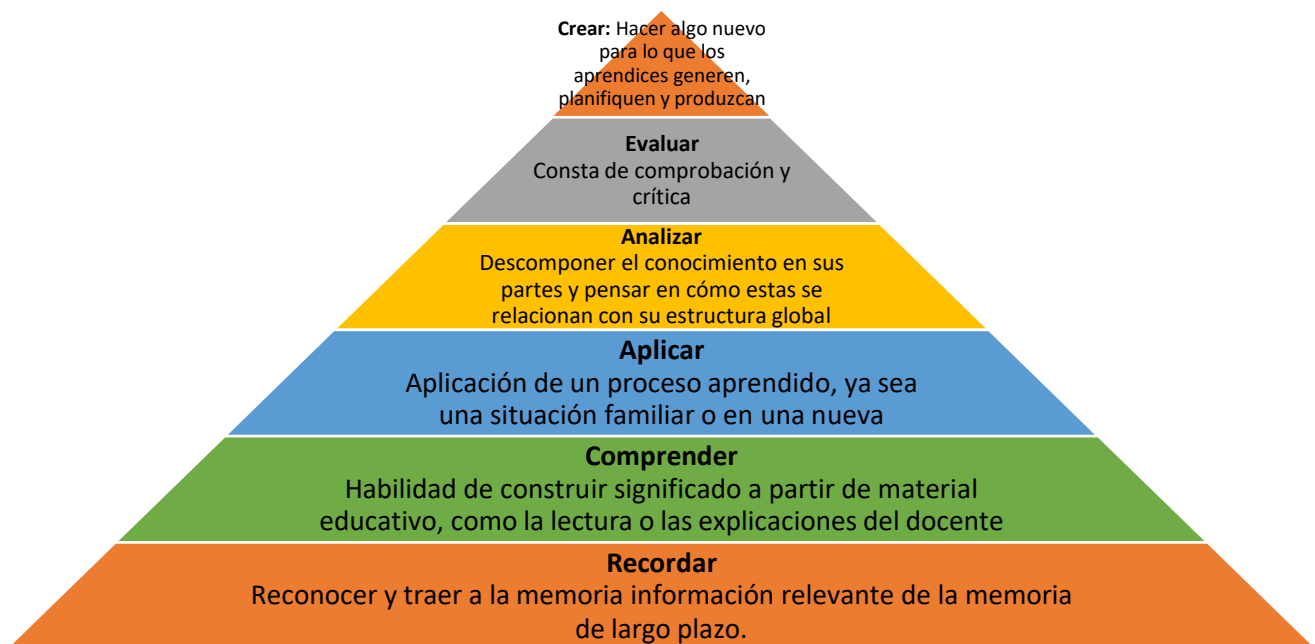 Crear: Hacer algo nuevo
para lo que los
aprendices generen,
planifiquen y produzcan
Evaluar
Consta de comprobación y
crítica
Analizar
Descomponer el conocimiento en sus
partes y pensar en cómo estas se
relacionan con su estructura global
Aplicar
Aplicación de un proceso aprendido, ya sea
una situación familiar o en una nueva
Comprender
Habilidad de construir significado a partir de material
educativo, como la lectura o las explicaciones del docente
Recordar
Reconocer y traer a la memoria información relevante de la memoria
de largo plazo.